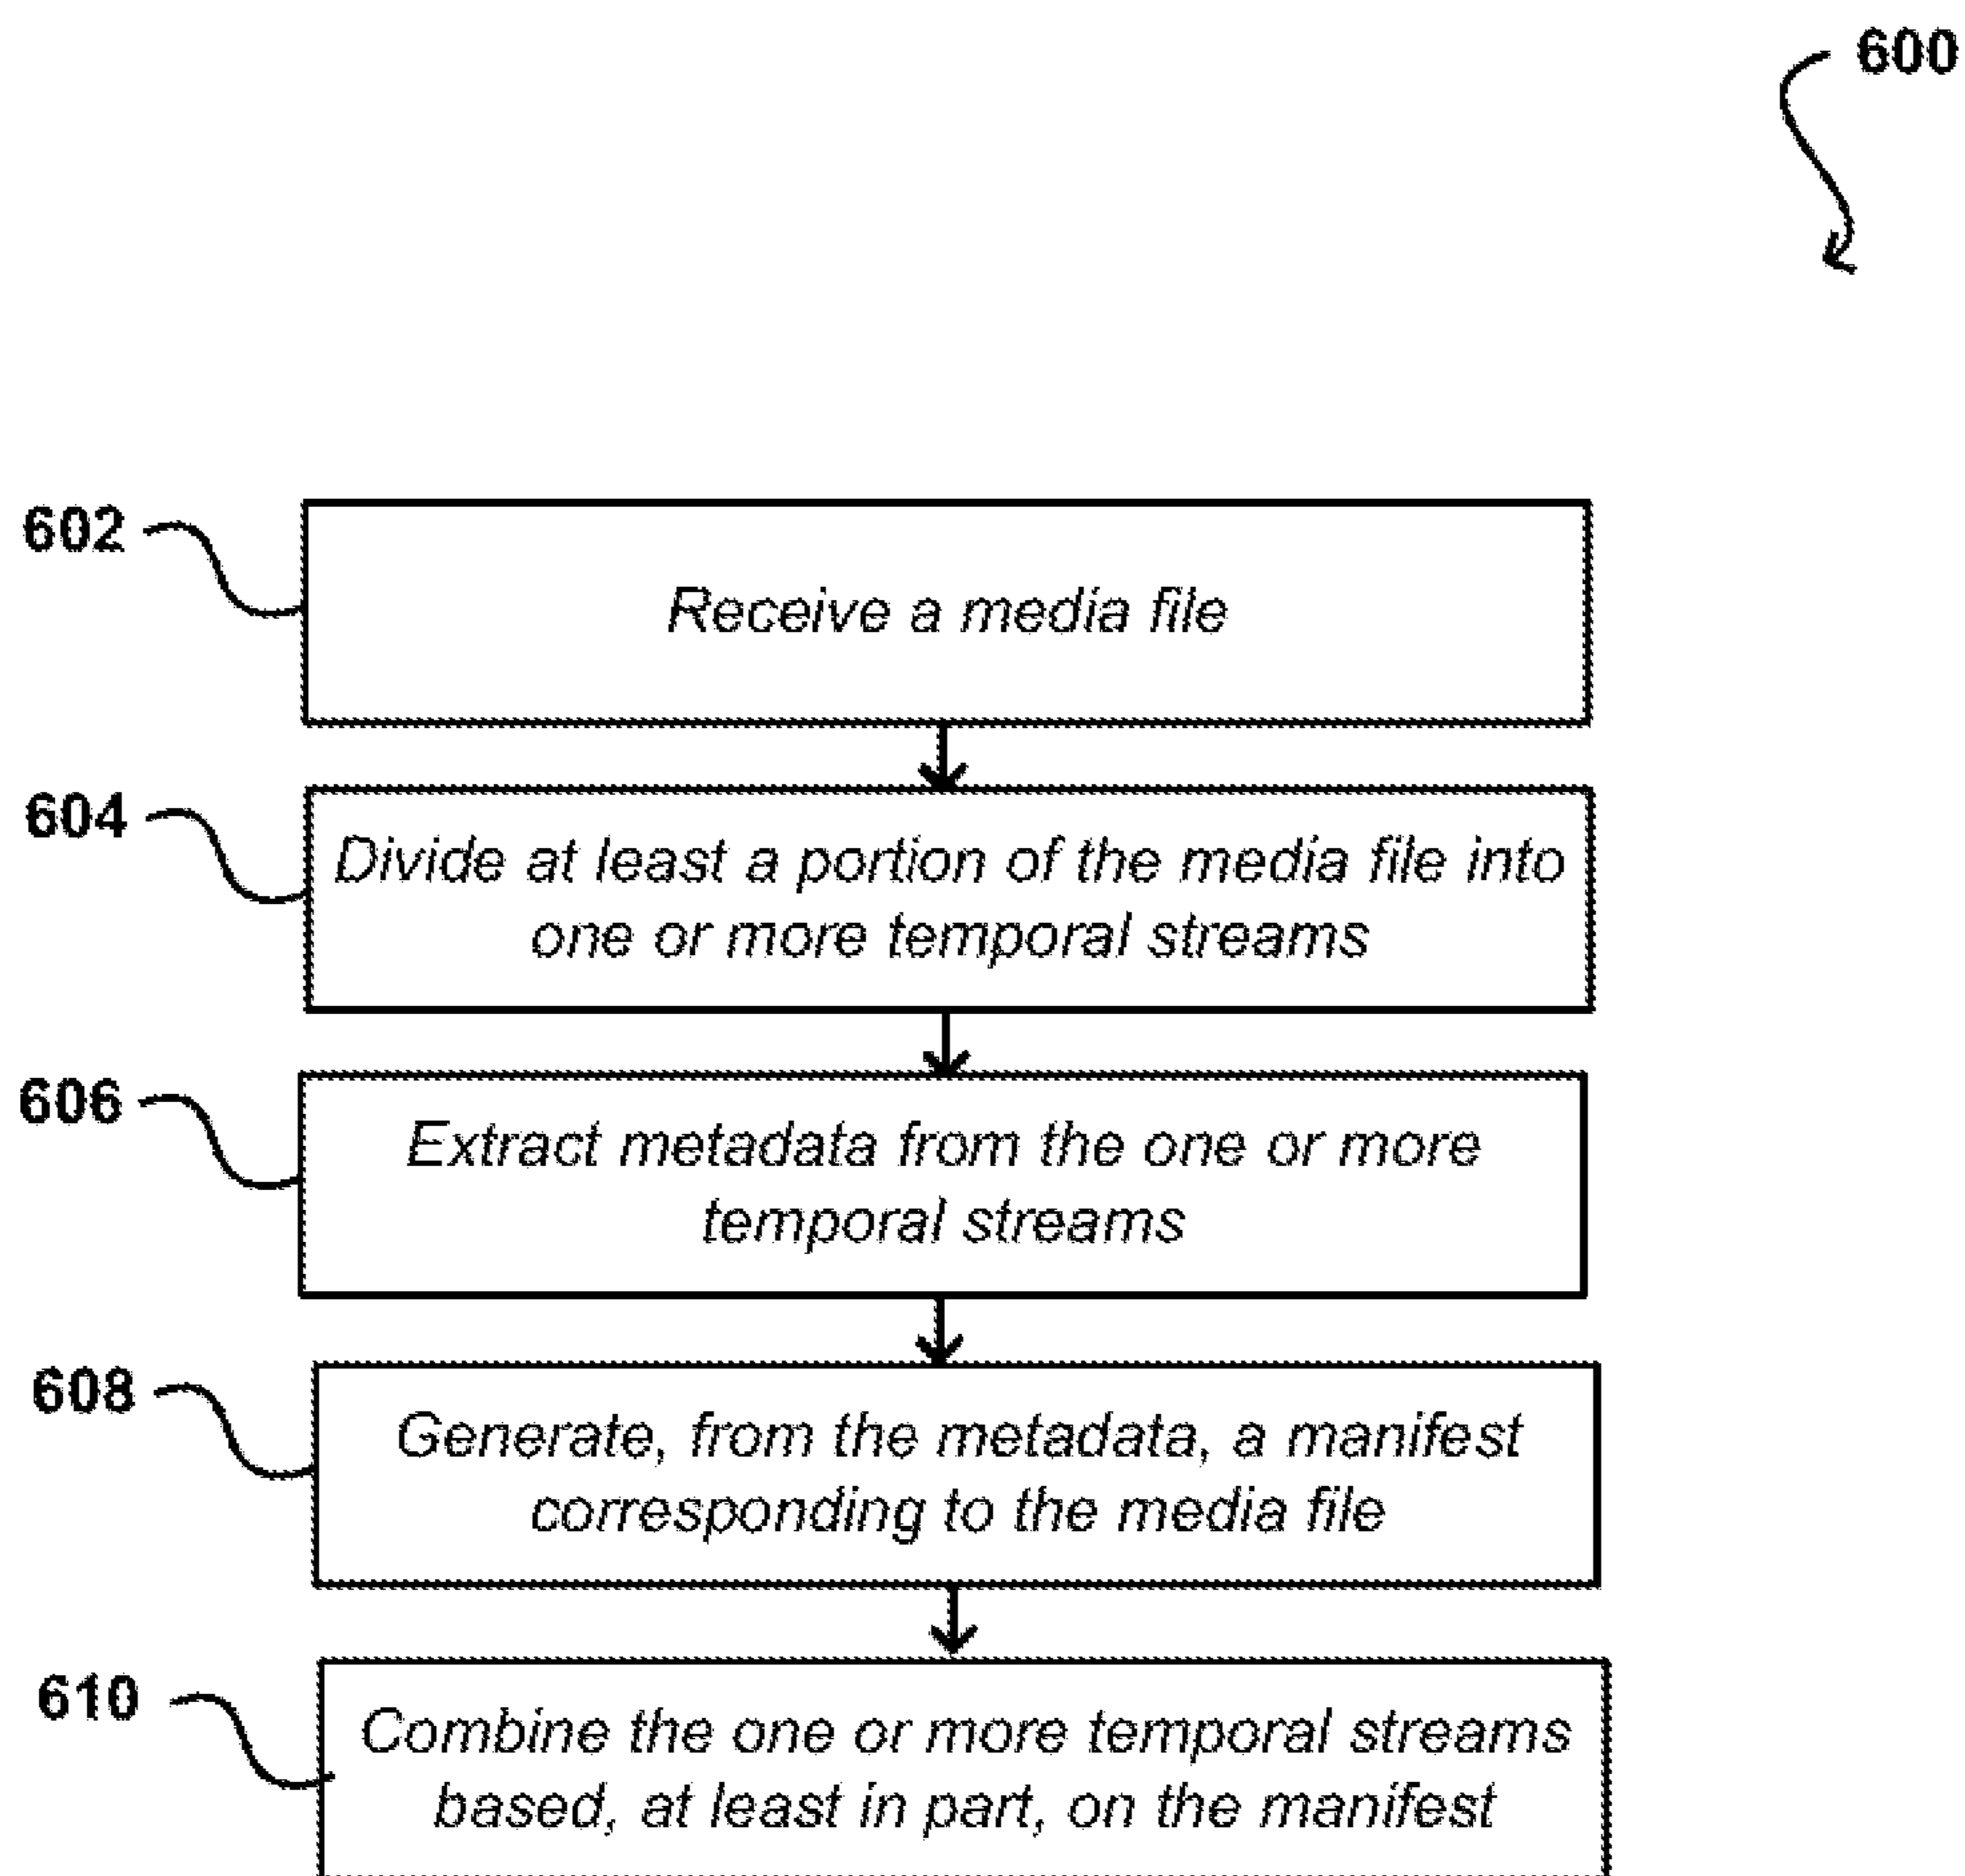 600
602
Receive a media file
604
Divide at least a portion of the media file into
one or more temporal streams
606
Extract metadata from the one or more
temporal streams
608
Generate, from the metadata, a manifest
corresponding to the media file
610
Combine the one or more temporal streams
based, at least in part, on the manifest